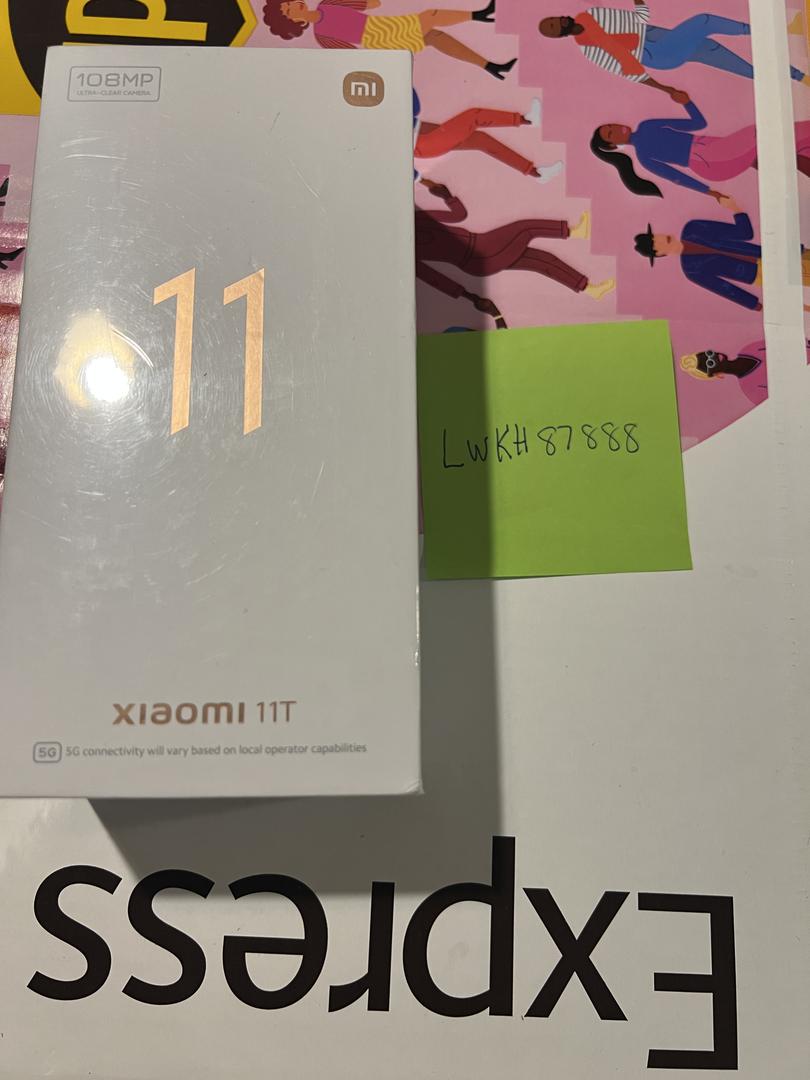 108MP
ULTRA-CLEAR CAMERA
mi
11
LWKH87888
xiaomi 11T
5G 5G connectivity will vary based on local operator capabilities
Express